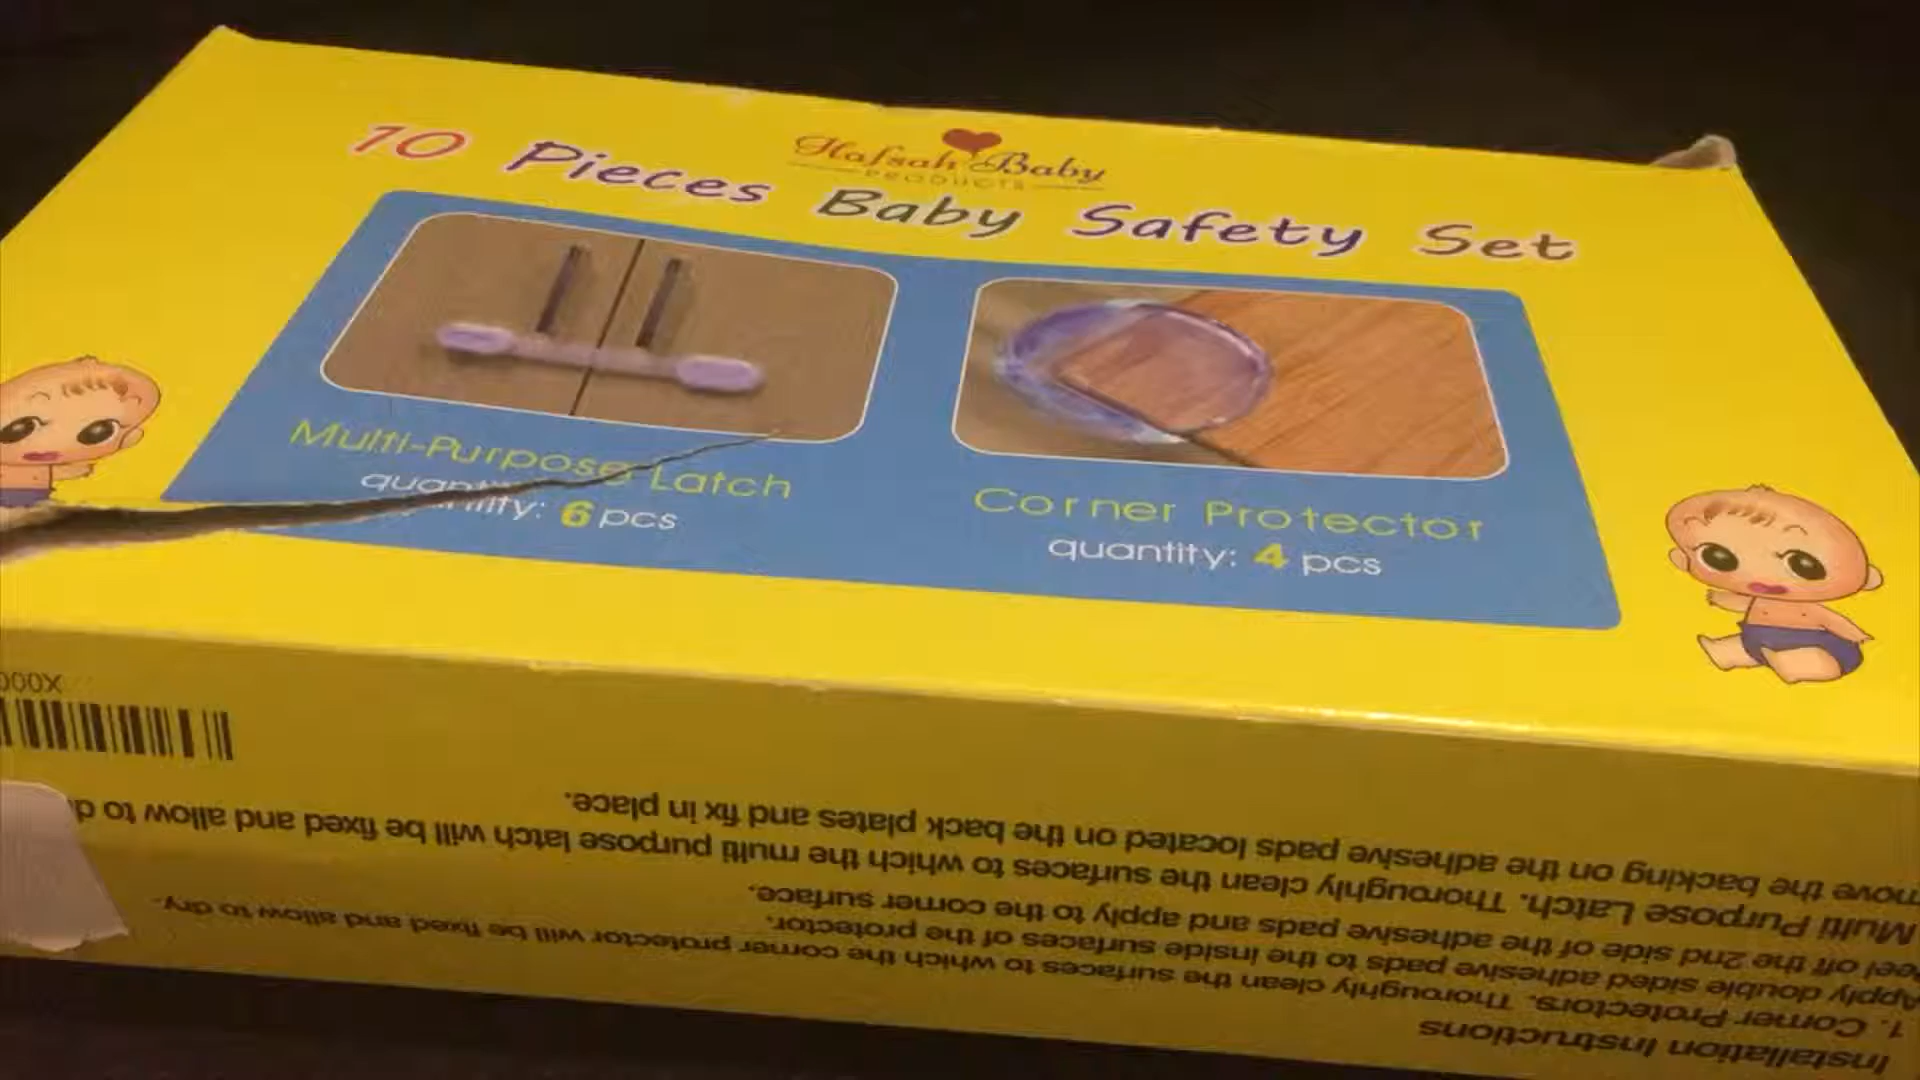 Hafsah Baby
PRODUCTS
10 Pieces Baby Safety Set
Multi-Purpose Latch
quantity: 6 pcs
Corner Protector
quantity: 4 pcs
X000
Installation Instructions
1. Corner Protectors. Thoroughly clean the surfaces to which the corner protector will be fixed and allow to dry.
Apply double sided adhesive pads to the inside surfaces of the protector.
Peel off the 2nd side of the adhesive pads and apply to the corner surface.
Multi Purpose Latch. Thoroughly clean the surfaces to which the multi purpose latch will be fixed and allow to
move the backing on the adhesive pads located on the back plates and fix in place.